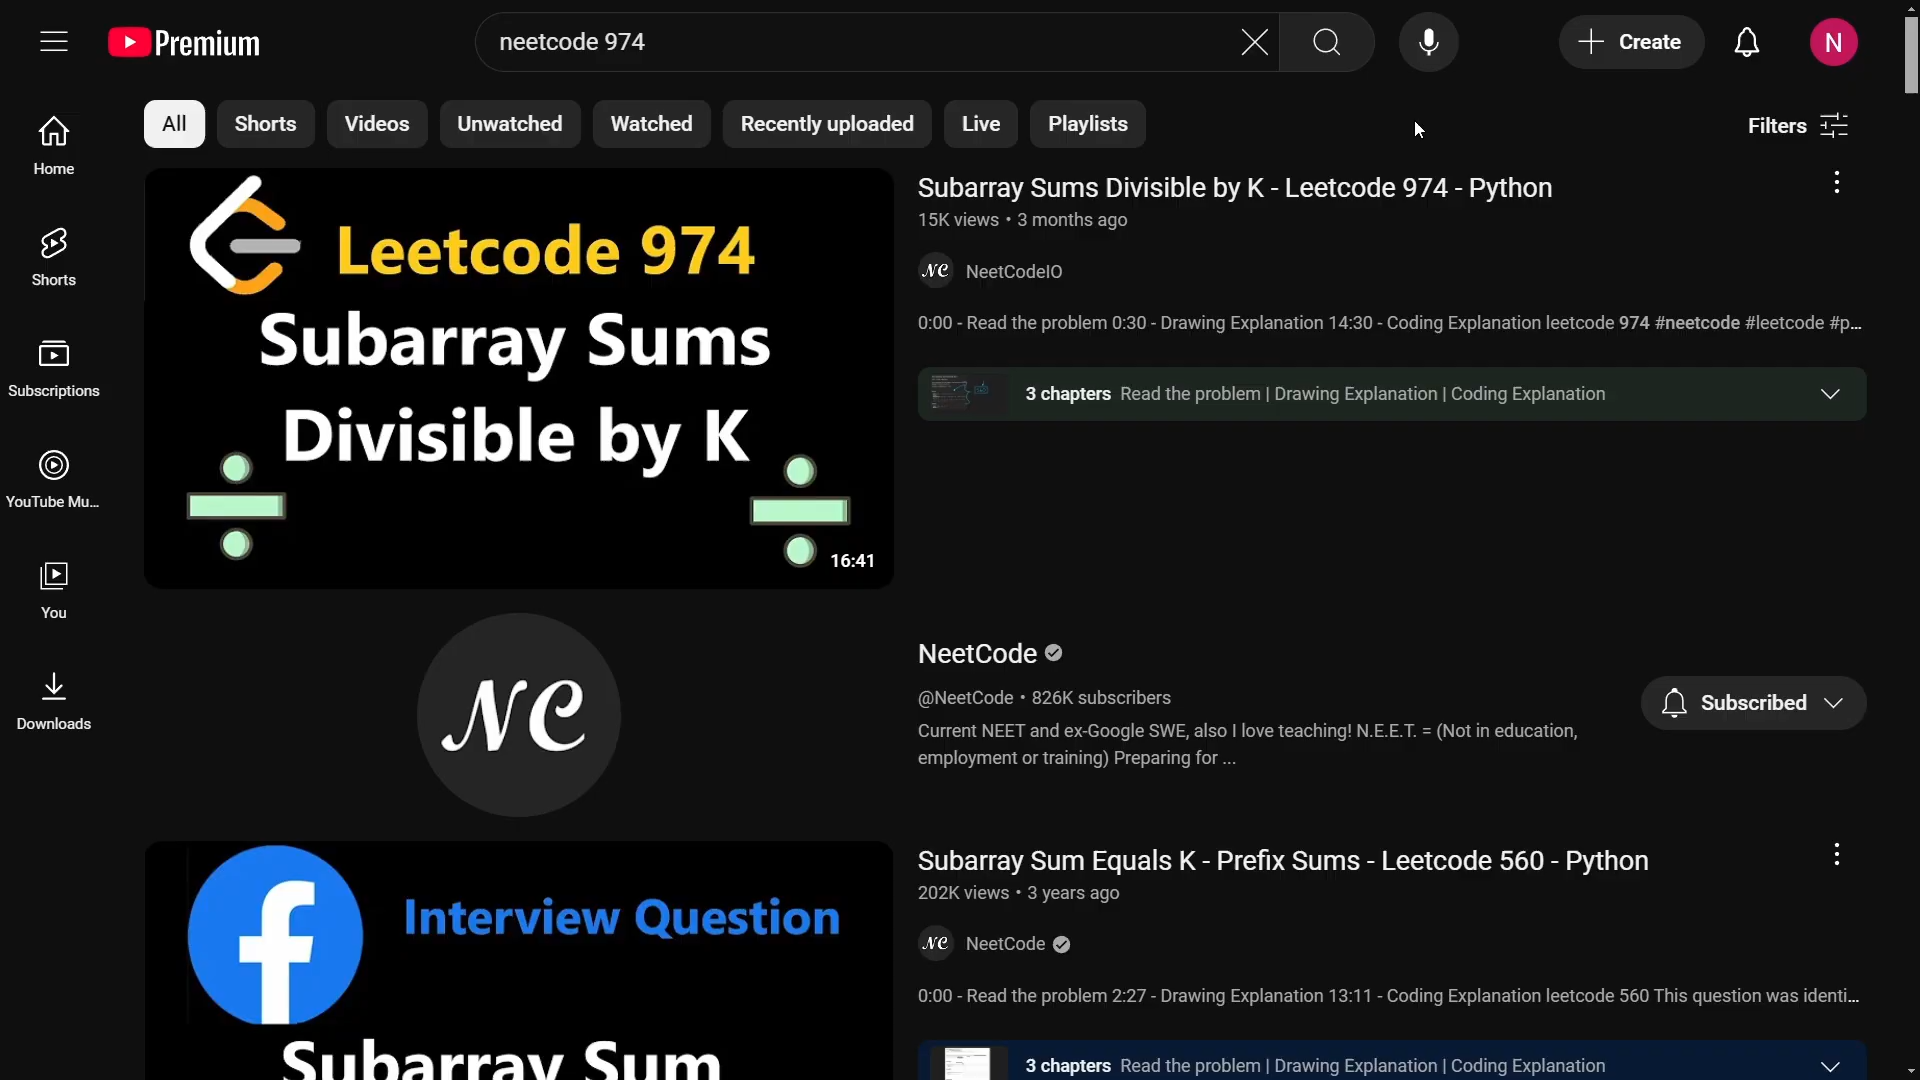 Premium
neetcode 974
Create
N
All
Shorts
Videos
Unwatched
Watched
Recently uploaded
Live
Playlists
Filters
Home
Shorts
Subscriptions
YouTube Mu...
You
Downloads
Leetcode 974
Subarray Sums
Divisible by K
16:41
Subarray Sums Divisible by K - Leetcode 974 - Python
15K views • 3 months ago
NC NeetCodeIO
0:00 - Read the problem 0:30 - Drawing Explanation 14:30 - Coding Explanation leetcode 974 #neetcode #leetcode #p...
3 chapters Read the problem | Drawing Explanation | Coding Explanation
NC
NeetCode
@NeetCode • 826K subscribers
Current NEET and ex-Google SWE, also I love teaching! N.E.E.T. = (Not in education,
employment or training) Preparing for ...
Subscribed
Interview Question
Subarray Sum
Subarray Sum Equals K - Prefix Sums - Leetcode 560 - Python
202K views • 3 years ago
NC NeetCode
0:00 - Read the problem 2:27 - Drawing Explanation 13:11 - Coding Explanation leetcode 560 This question was identi...
3 chapters Read the problem | Drawing Explanation | Coding Explanation